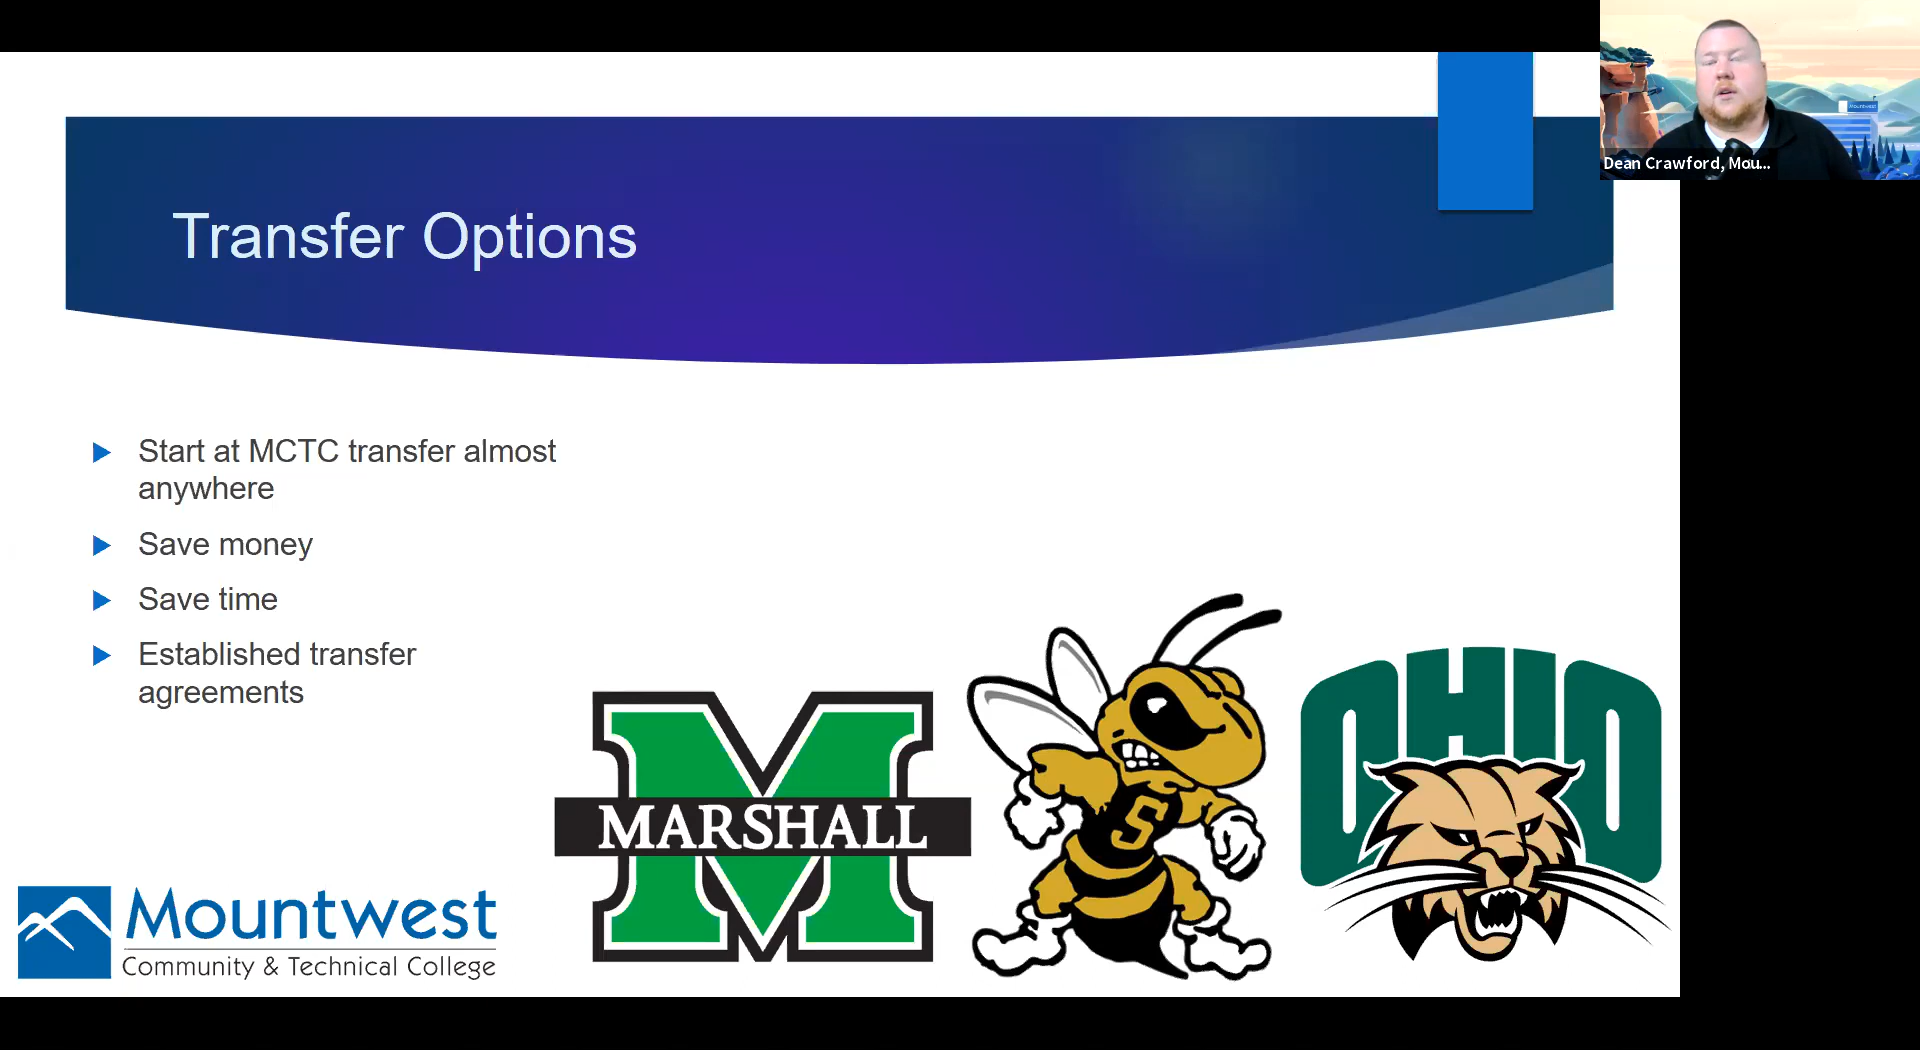 Dean Crawford, Mou...
Transfer Options
Start at MCTC transfer almost
anywhere
Save money
Save time
Established transfer
agreements
OHIO
MARSHALL
S
Mountwest
Community & Technical College
Mountwest